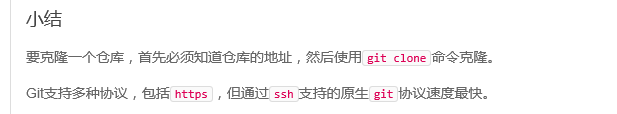 小结
要克隆一个仓库，首先必须知道仓库的地址，然后使用git clone命令克隆。
Git支持多种协议，包括https，但通过ssh支持的原生git协议速度最快。